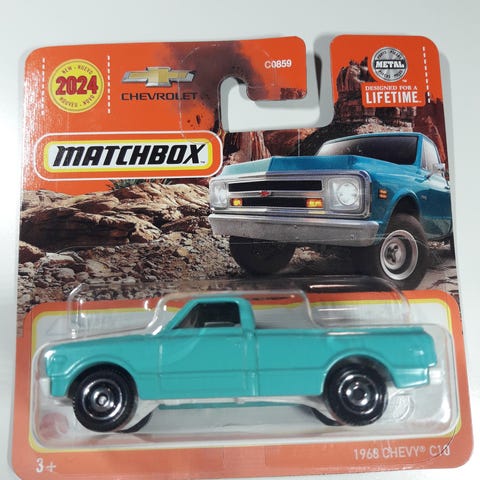 NEW • NUEVO
2024
NOUVEAU • NOVO
CHEVROLET
C0859
METAL
DESIGNED FOR A
LIFETIME
MATCHBOX
3+
1968 CHEVY® C10